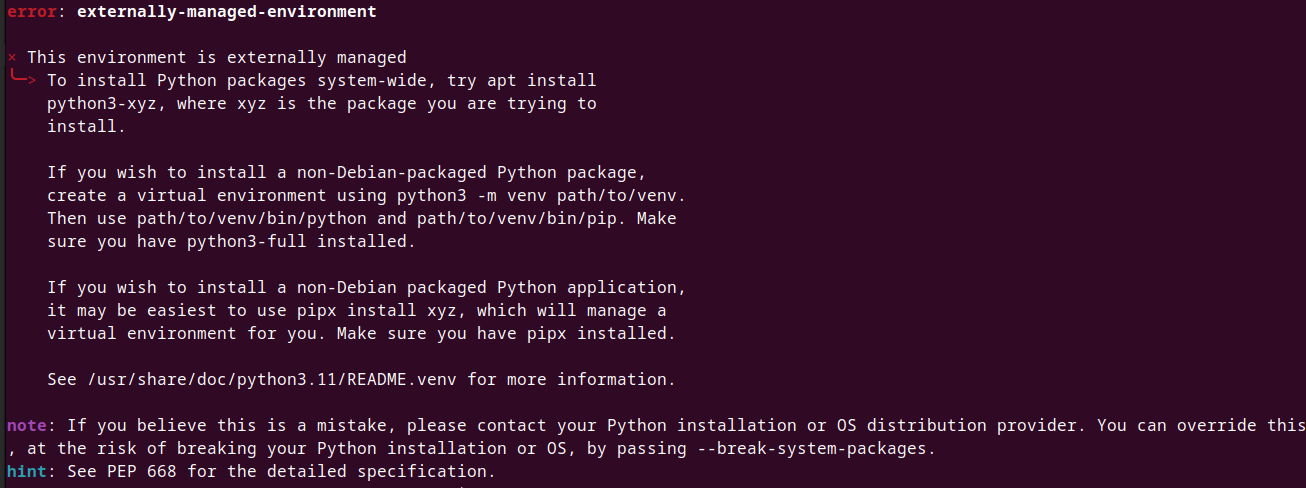 error: externally-managed-environment
× This environment is externally managed
╰─> To install Python packages system-wide, try apt install
python3-xyz, where xyz is the package you are trying to
install.
If you wish to install a non-Debian-packaged Python package,
create a virtual environment using python3 -m venv path/to/venv.
Then use path/to/venv/bin/python and path/to/venv/bin/pip. Make
sure you have python3-full installed.
If you wish to install a non-Debian packaged Python application,
it may be easiest to use pipx install xyz, which will manage a
virtual environment for you. Make sure you have pipx installed.
See /usr/share/doc/python3.11/README.venv for more information.
note: If you believe this is a mistake, please contact your Python installation or OS distribution provider. You can override this
, at the risk of breaking your Python installation or OS, by passing --break-system-packages.
hint: See PEP 668 for the detailed specification.